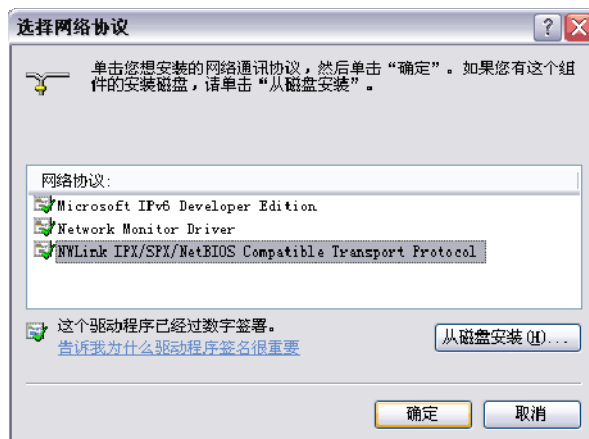 选择网络协议
单击您想安装的网络通讯协议，然后单击“确定”。如果您有这个组
件的安装磁盘，请单击“从磁盘安装”。
网络协议:
Microsoft IPv6 Developer Edition
Network Monitor Driver
NWLink IPX/SPX/NetBIOS Compatible Transport Protocol
这个驱动程序已经过数字签署。
告诉我为什么驱动程序签名很重要
从磁盘安装(H)...
确定
取消